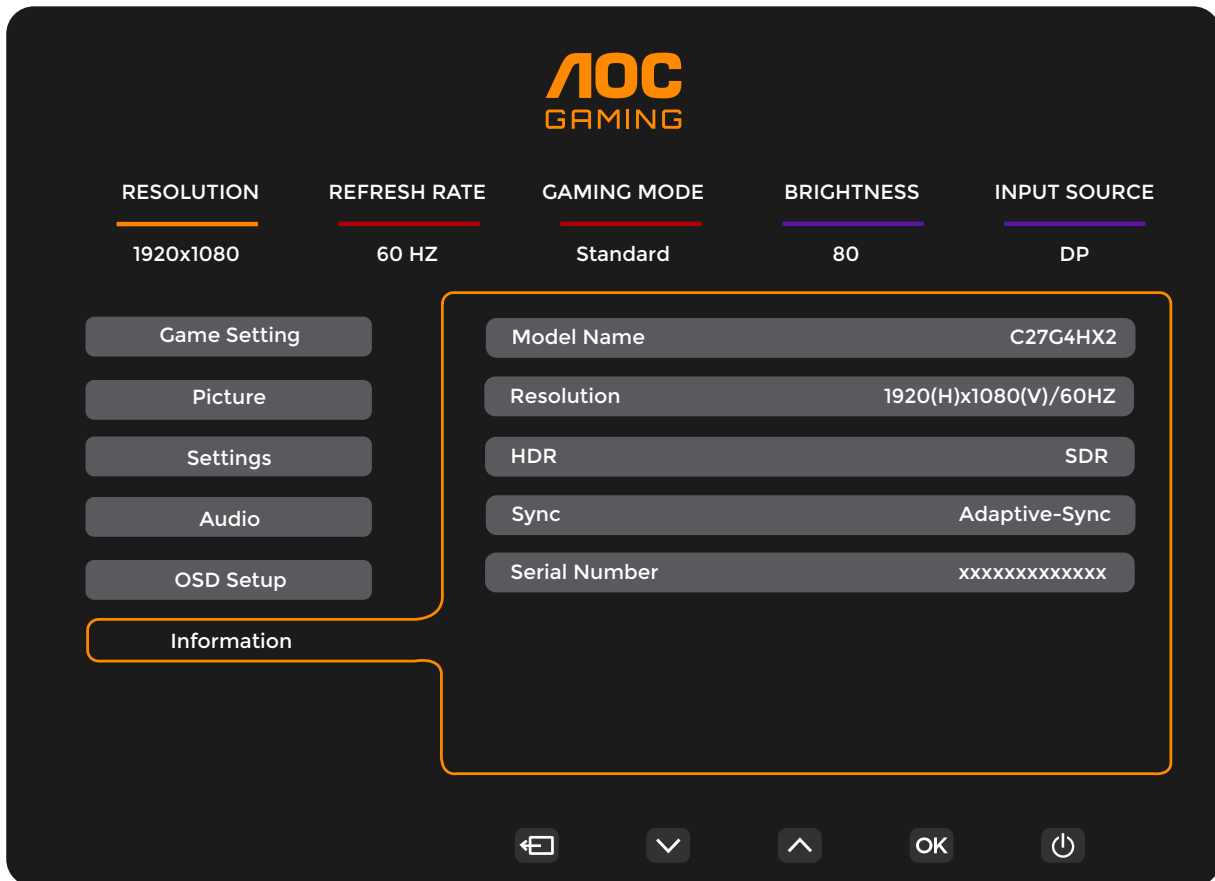 AOC
GAMING
RESOLUTION REFRESH RATE GAMING MODE BRIGHTNESS INPUT SOURCE
1920x1080 60 HZ Standard 80 DP
Game Setting
Picture
Settings
Audio
OSD Setup
Information
Model Name C27G4HX2
Resolution 1920(H)x1080(V)/60HZ
HDR SDR
Sync Adaptive-Sync
Serial Number xxxxxxxxxxxxx
OK